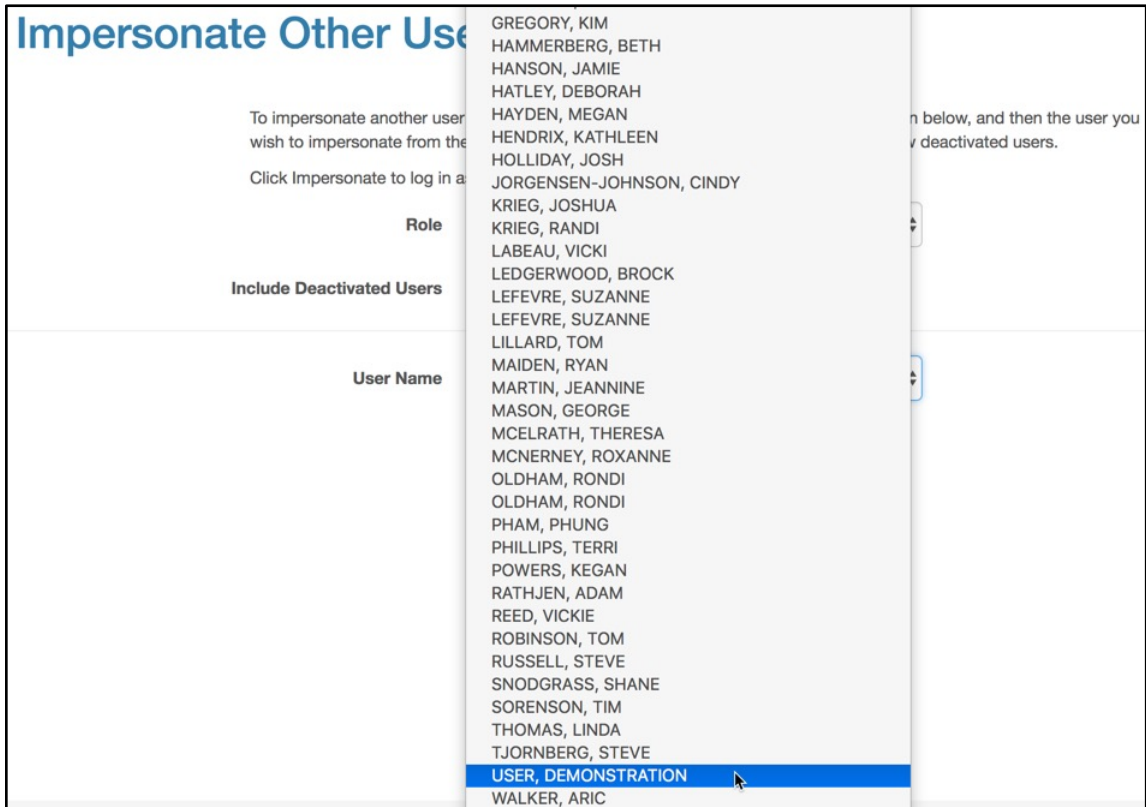 Impersonate Other Use
To impersonate another user
n below, and then the user you
wish to impersonate from the
deactivated users.
Click Impersonate to log in a
Role
Include Deactivated Users
User Name
GREGORY, KIM
HAMMERBERG, BETH
HANSON, JAMIE
HATLEY, DEBORAH
HAYDEN, MEGAN
HENDRIX, KATHLEEN
HOLLIDAY, JOSH
JORGENSEN-JOHNSON, CINDY
KRIEG, JOSHUA
KRIEG, RANDI
LABEAU, VICKI
LEDGERWOOD, BROCK
LEFEVRE, SUZANNE
LEFEVRE, SUZANNE
LILLARD, TOM
MAIDEN, RYAN
MARTIN, JEANNINE
MASON, GEORGE
MCELRATH, THERESA
MCNERNEY, ROXANNE
OLDHAM, RONDI
OLDHAM, RONDI
PHAM, PHUNG
PHILLIPS, TERRI
POWERS, KEGAN
RATHJEN, ADAM
REED, VICKIE
ROBINSON, TOM
RUSSELL, STEVE
SNODGRASS, SHANE
SORENSON, TIM
THOMAS, LINDA
TJORNBERG, STEVE
USER, DEMONSTRATION
WALKER, ARIC